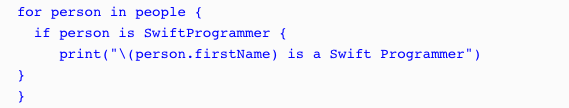 for person in people {
if person is SwiftProgrammer {
print("\(person.firstName) is a Swift Programmer")
}
}